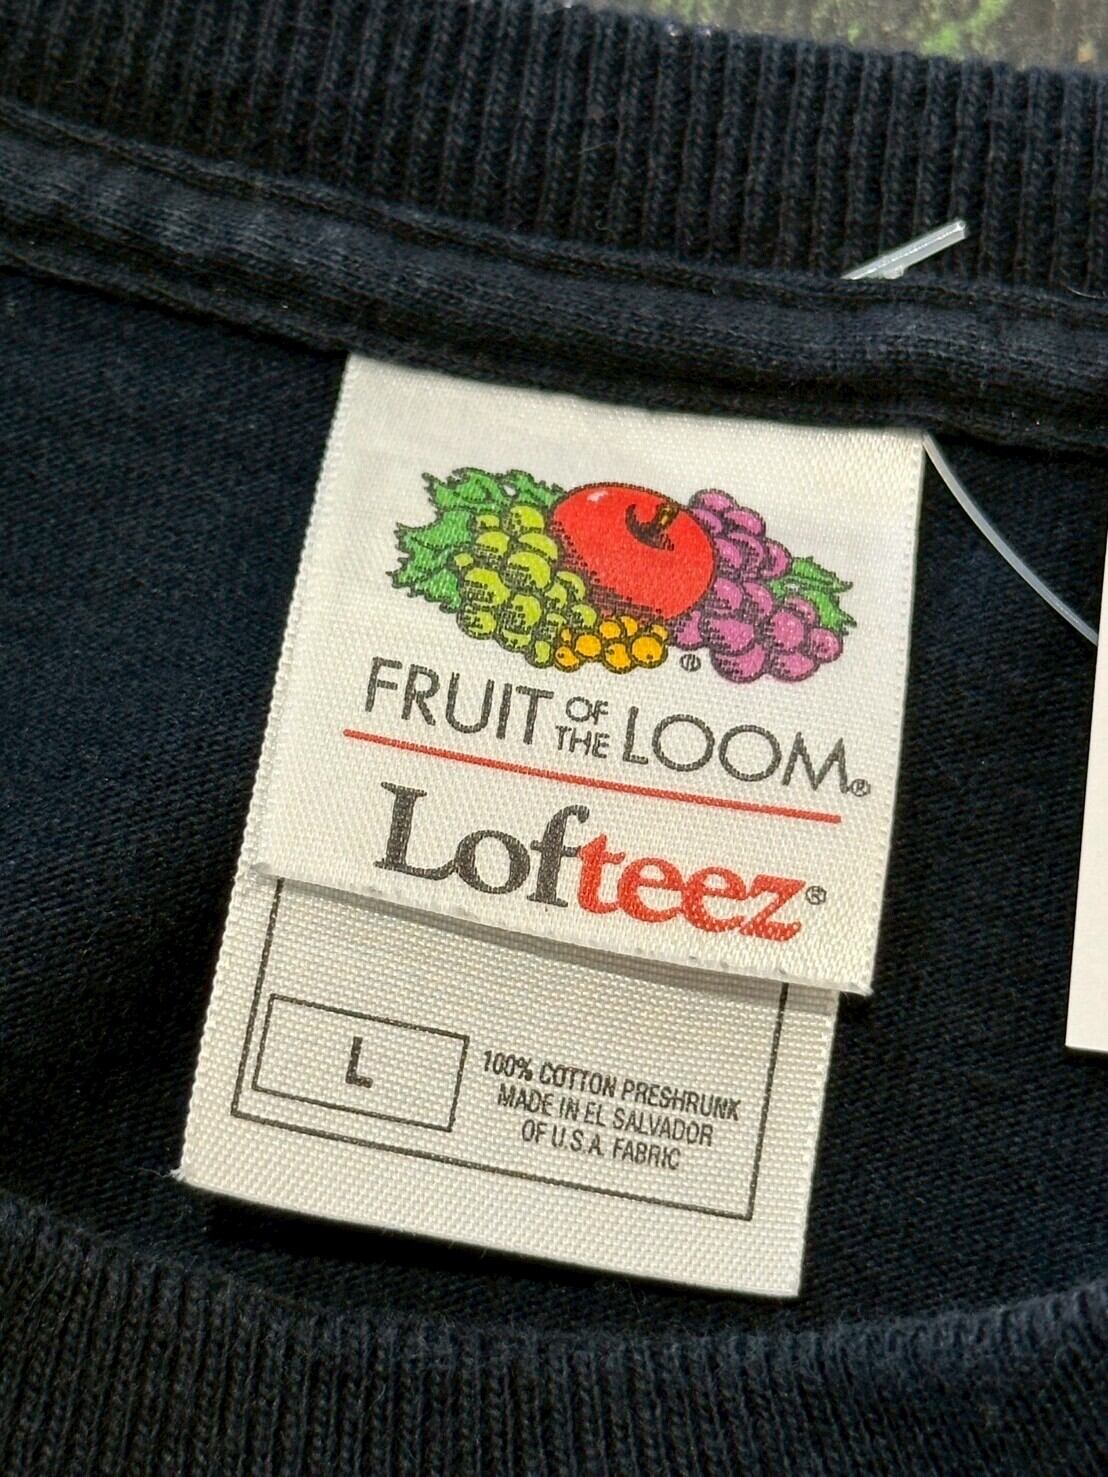 ®
FRUIT OF THE LOOM®
Lofteez®
L
100% COTTON PRESHRUNK
MADE IN EL SALVADOR
OF U.S.A. FABRIC